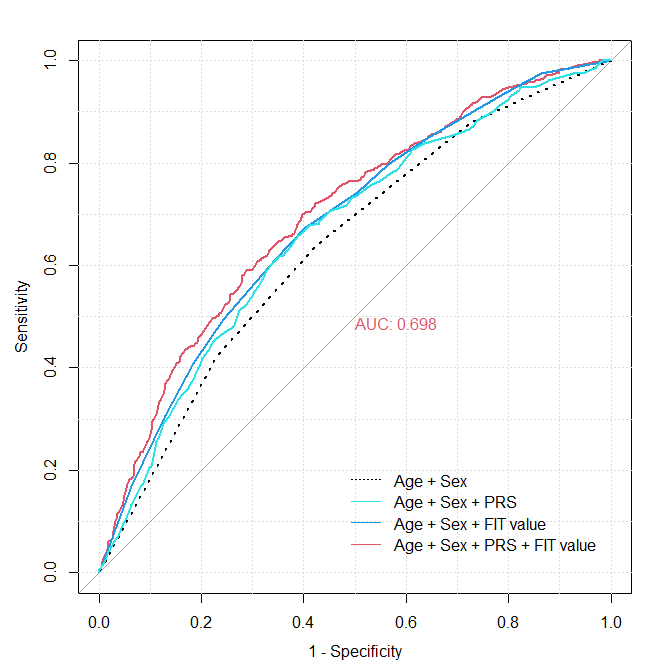 1.0
0.8
0.6
0.4
0.2
0.0
Sensitivity
AUC: 0.698
Age + Sex
Age + Sex + PRS
Age + Sex + FIT value
Age + Sex + PRS + FIT value
0.0 0.2 0.4 0.6 0.8 1.0
1 - Specificity